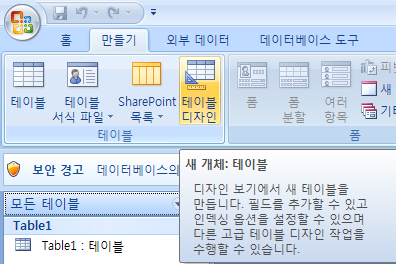 홈 만들기 외부 데이터 데이터베이스 도구
테이블 테이블 SharePoint 테이블 폼 폼 여러
서식 파일 목록 디자인 분할 항목
새
테이블 폼
보안 경고 데이터베이스의
새 개체: 테이블
디자인 보기에서 새 테이블을
만듭니다. 필드를 추가할 수 있고
인덱싱 옵션을 설정할 수 있으며
다른 고급 테이블 디자인 작업을
수행할 수 있습니다.
모든 테이블
Table1
Table1 : 테이블